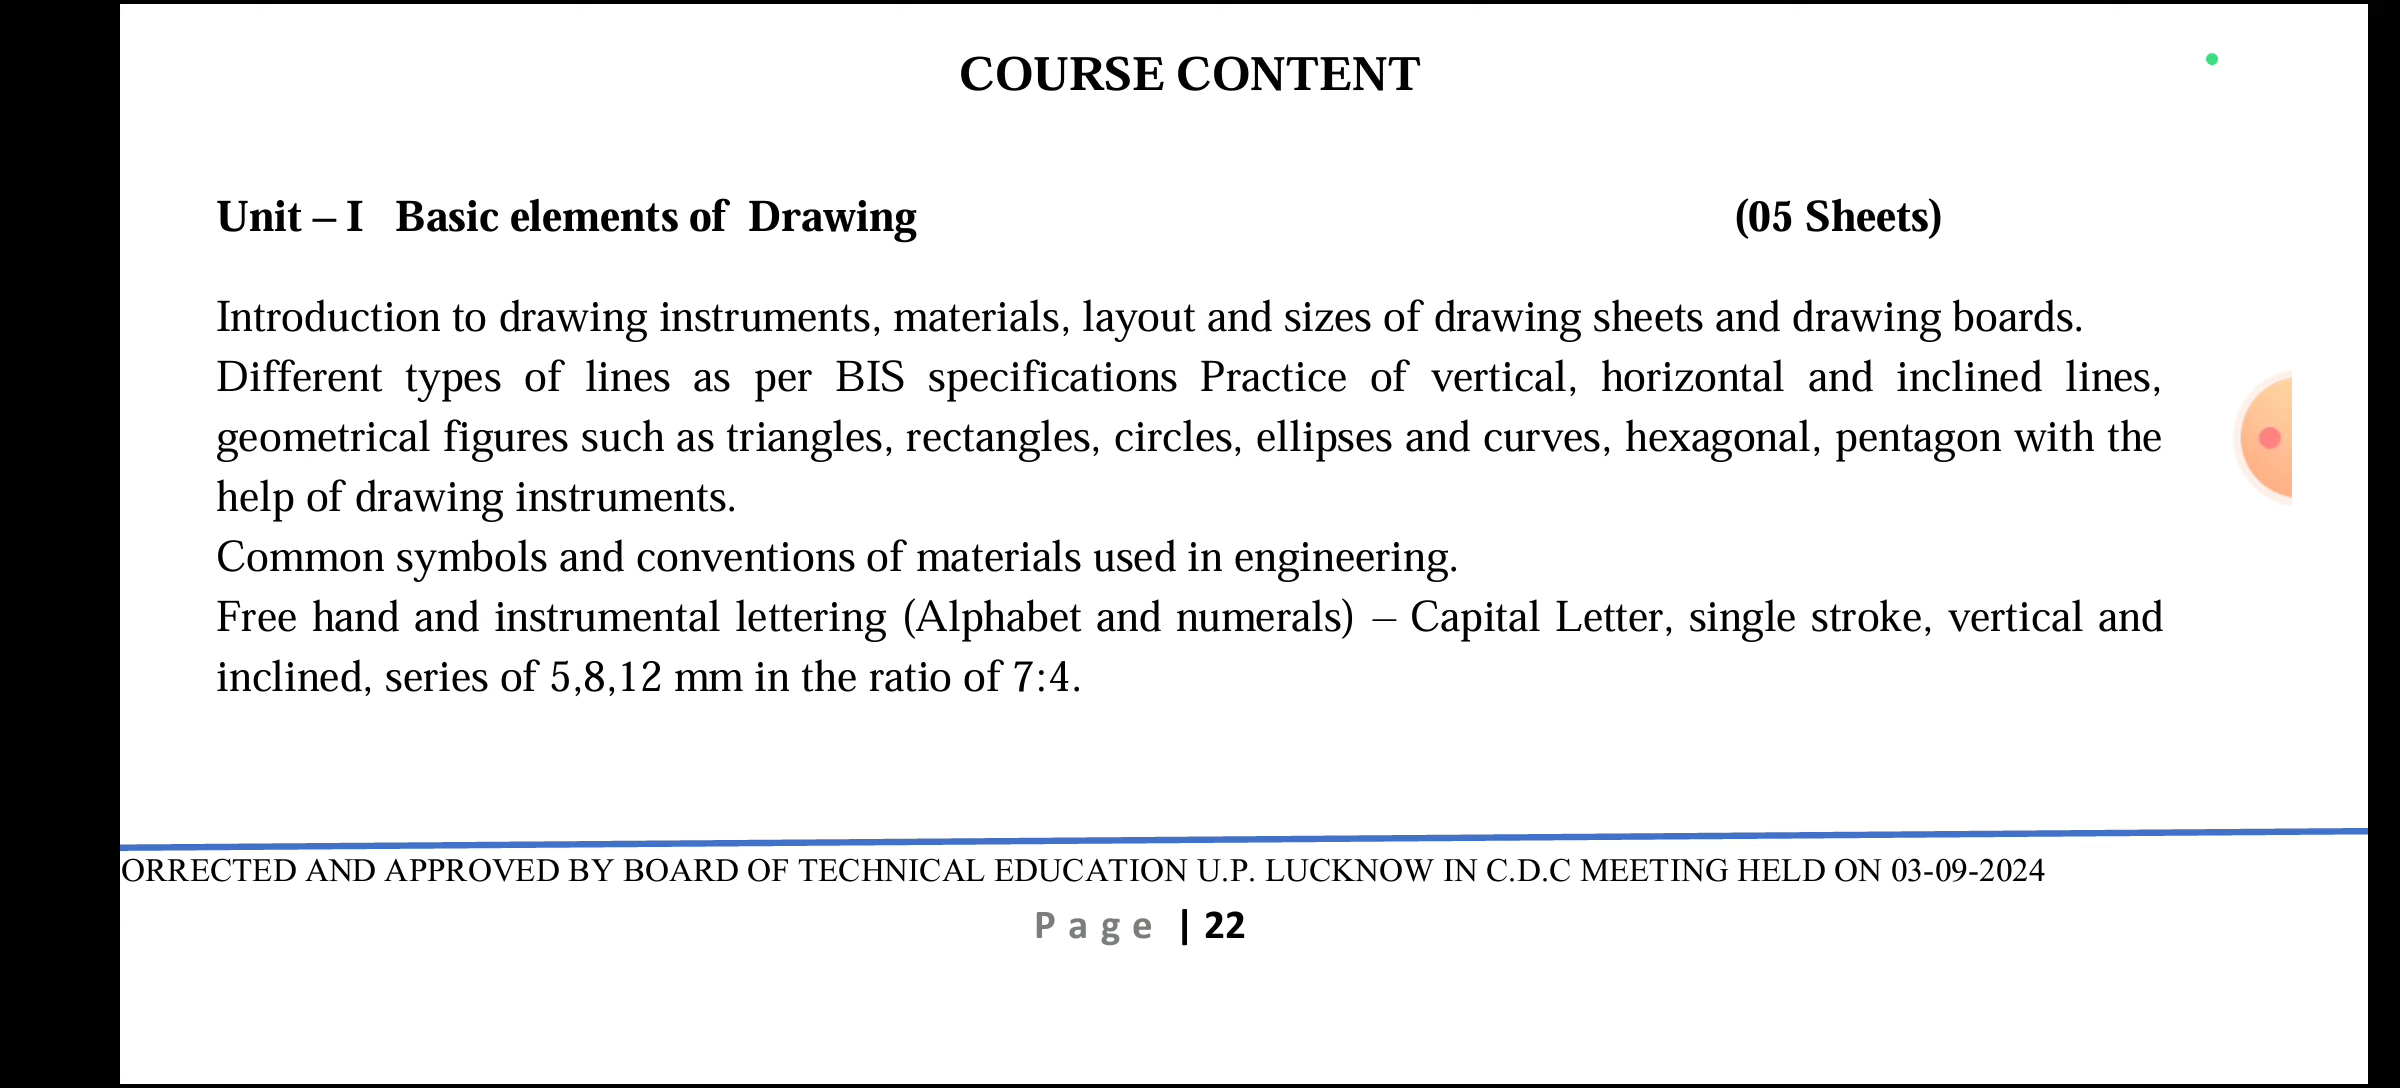 COURSE CONTENT
Unit – I Basic elements of Drawing (05 Sheets)
Introduction to drawing instruments, materials, layout and sizes of drawing sheets and drawing boards.
Different types of lines as per BIS specifications Practice of vertical, horizontal and inclined lines,
geometrical figures such as triangles, rectangles, circles, ellipses and curves, hexagonal, pentagon with the
help of drawing instruments.
Common symbols and conventions of materials used in engineering.
Free hand and instrumental lettering (Alphabet and numerals) – Capital Letter, single stroke, vertical and
inclined, series of 5,8,12 mm in the ratio of 7:4.
ORRECTED AND APPROVED BY BOARD OF TECHNICAL EDUCATION U.P. LUCKNOW IN C.D.C MEETING HELD ON 03-09-2024
Page | 22